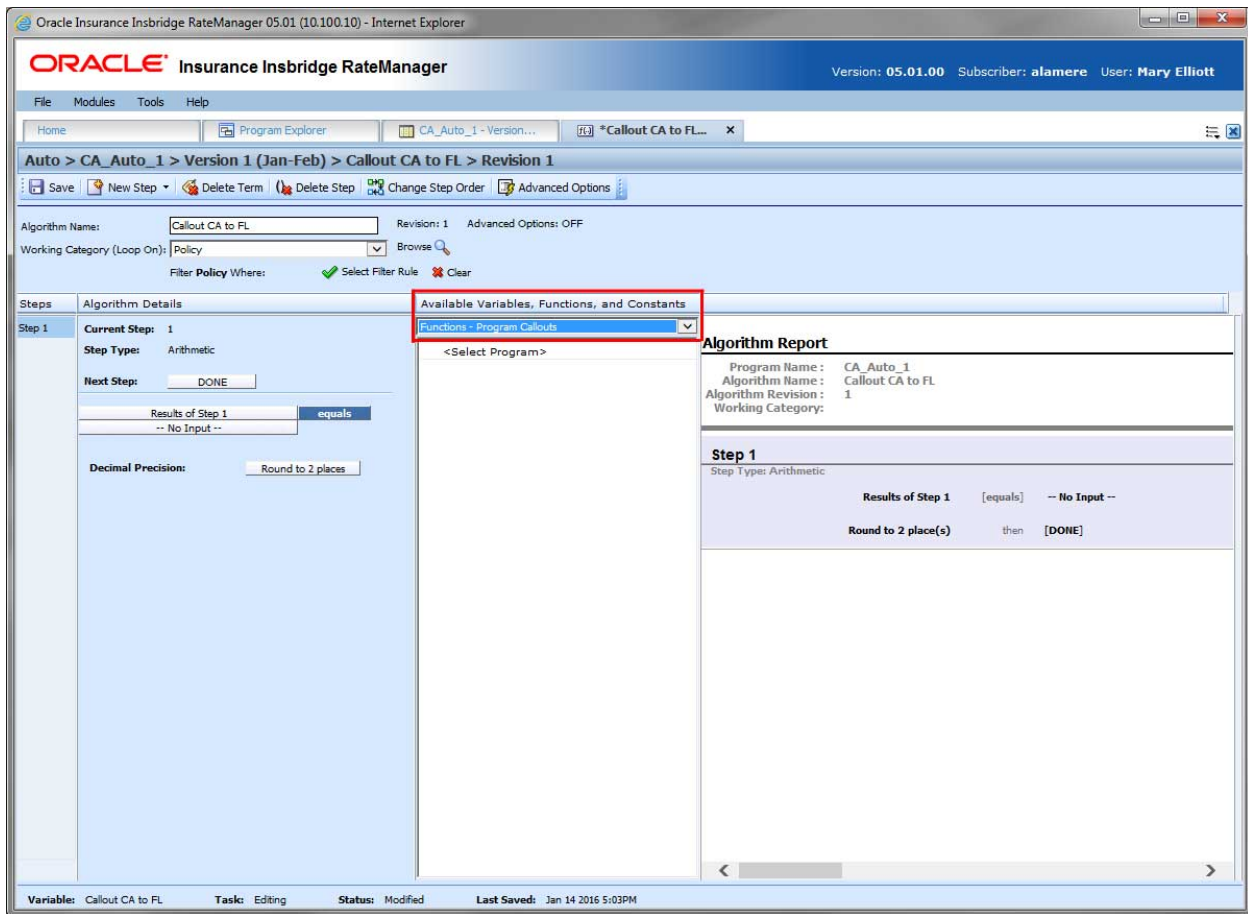 Oracle Insurance Insbridge RateManager 05.01 (10.100.10) - Internet Explorer
ORACLE Insurance Insbridge RateManager
Version: 05.01.00 Subscriber: alamere User: Mary Elliott
File Modules Tools Help
Home Program Explorer CA_Auto_1 - Version... *Callout CA to FL... x
Auto > CA_Auto_1 > Version 1 (Jan-Feb) > Callout CA to FL > Revision 1
Save New Step Delete Term Delete Step Change Step Order Advanced Options
Algorithm Name: Callout CA to FL Revision: 1 Advanced Options: OFF
Working Category (Loop On): Policy Browse
Filter Policy Where: Select Filter Rule Clear
Steps Algorithm Details Available Variables, Functions, and Constants
Step 1
Current Step: 1
Step Type: Arithmetic
Next Step: DONE
Results of Step 1 equals
-- No Input --
Decimal Precision: Round to 2 places
Functions - Program Callouts
<Select Program>
Algorithm Report
Program Name : CA_Auto_1
Algorithm Name : Callout CA to FL
Algorithm Revision : 1
Working Category:
Step 1
Step Type: Arithmetic
Results of Step 1 [equals] -- No Input --
Round to 2 place(s) then [DONE]
Variable: Callout CA to FL Task: Editing Status: Modified Last Saved: Jan 14 2016 5:03PM